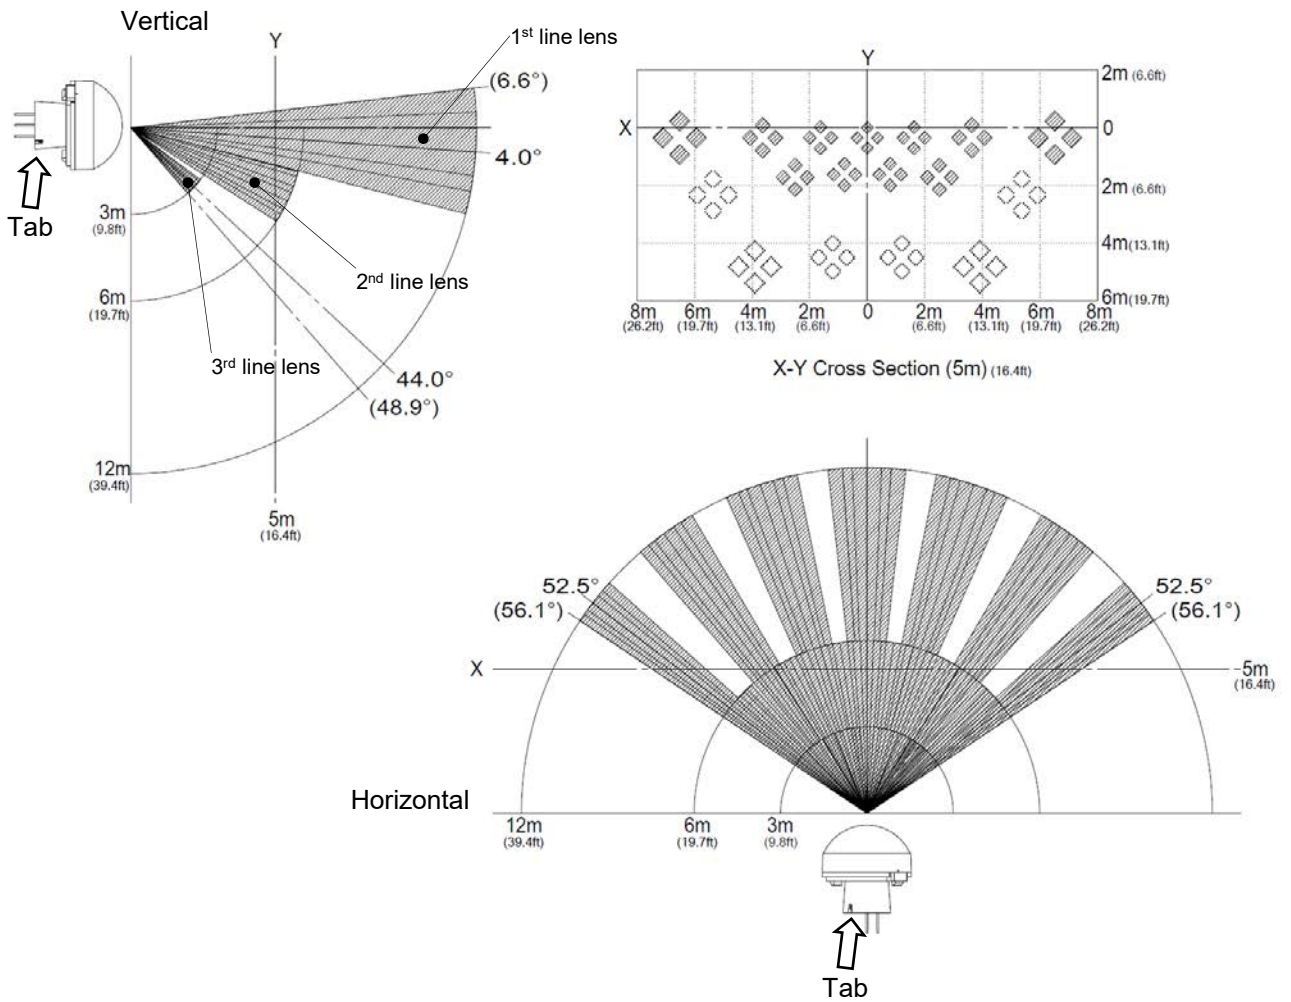 Vertical
Y
1st line lens
(6.6°)
4.0°
Tab
3m
(9.8ft)
2nd line lens
6m
(19.7ft)
3rd line lens
44.0°
(48.9°)
12m
(39.4ft)
5m
(16.4ft)
Y
2m (6.6ft)
X
0
2m (6.6ft)
4m (13.1ft)
6m (19.7ft)
8m 6m 4m 2m 0 2m 4m 6m 8m
(26.2ft) (19.7ft) (13.1ft) (6.6ft) (6.6ft) (13.1ft) (19.7ft) (26.2ft)
X-Y Cross Section (5m) (16.4ft)
52.5°
(56.1°)
52.5°
(56.1°)
X
5m
(16.4ft)
Horizontal
12m 6m 3m
(39.4ft) (19.7ft) (9.8ft)
Tab